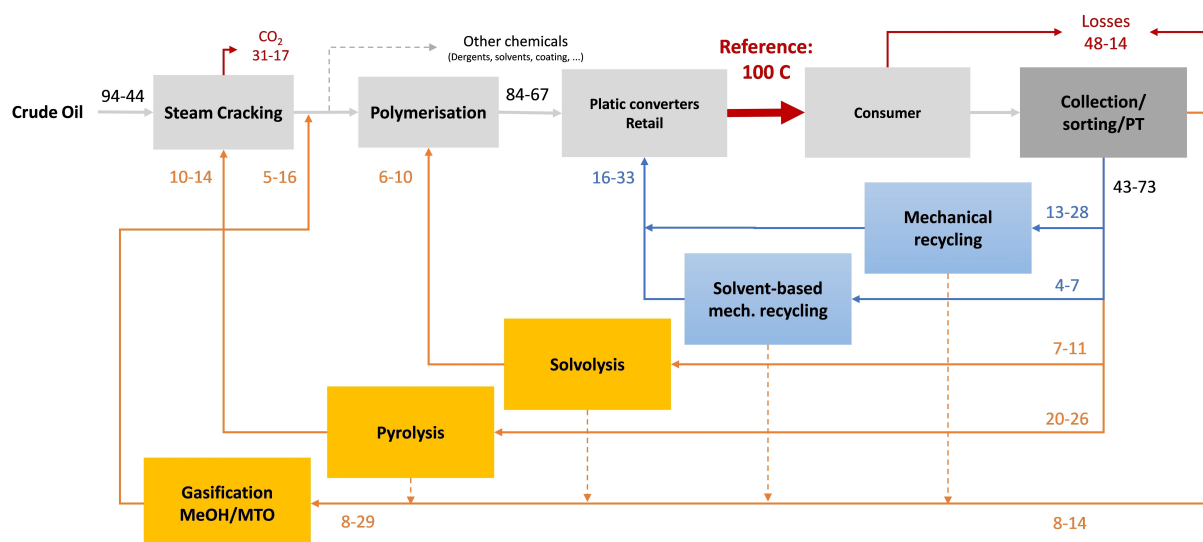 CO2
31-17
Other chemicals
(Dergents, solvents, coating, ...)
Reference:
100 C
Losses
48-14
Crude Oil
94-44
Steam Cracking
Polymerisation
84-67
Platic converters
Retail
Consumer
Collection/
sorting/PT
10-14
5-16
6-10
16-33
43-73
Mechanical
recycling
13-28
Solvent-based
mech. recycling
4-7
Solvolysis
7-11
Pyrolysis
20-26
Gasification
MeOH/MTO
8-29
8-14